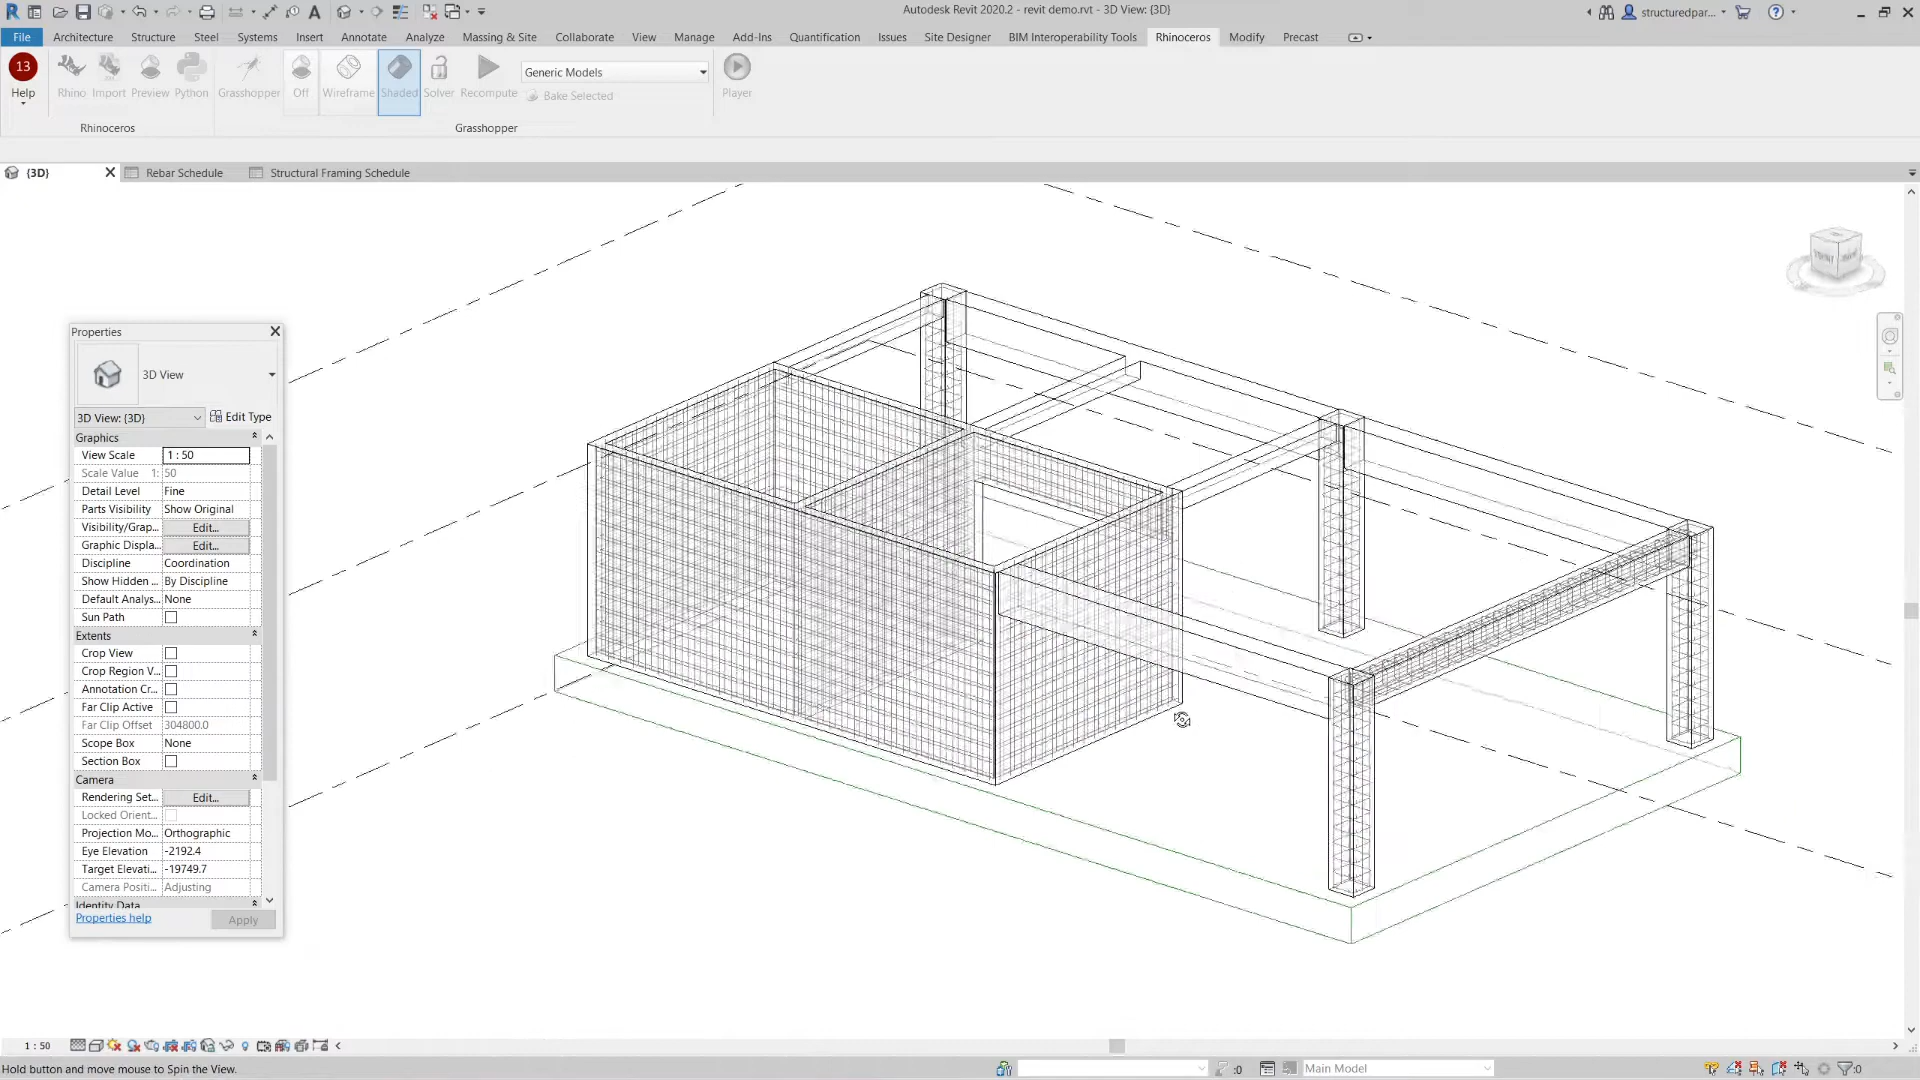 Autodesk Revit 2020.2 - revit demo.rvt - 3D View: {3D}
structuredpar...
File Architecture Structure Steel Systems Insert Annotate Analyze Massing & Site Collaborate View Manage Add-Ins Quantification Issues Site Designer BIM Interoperability Tools Rhinoceros Modify Precast
13
Generic Models
Help Rhino Import Preview Python Grasshopper Off Wireframe Shaded Solver Recompute Bake Selected Player
Rhinoceros Grasshopper
{3D} Rebar Schedule Structural Framing Schedule
Properties
3D View
3D View: {3D} Edit Type
Graphics
View Scale 1 : 50
Scale Value 1: 50
Detail Level Fine
Parts Visibility Show Original
Visibility/Grap... Edit...
Graphic Displa... Edit...
Discipline Coordination
Show Hidden ... By Discipline
Default Analys... None
Sun Path
Extents
Crop View
Crop Region V...
Annotation Cr...
Far Clip Active
Far Clip Offset 304800.0
Scope Box None
Section Box
Camera
Rendering Set... Edit...
Locked Orient...
Projection Mo... Orthographic
Eye Elevation -2192.4
Target Elevati... -19749.7
Camera Positi... Adjusting
Identity Data
Properties help Apply
1 : 50
Hold button and move mouse to Spin the View. :0 Main Model :0